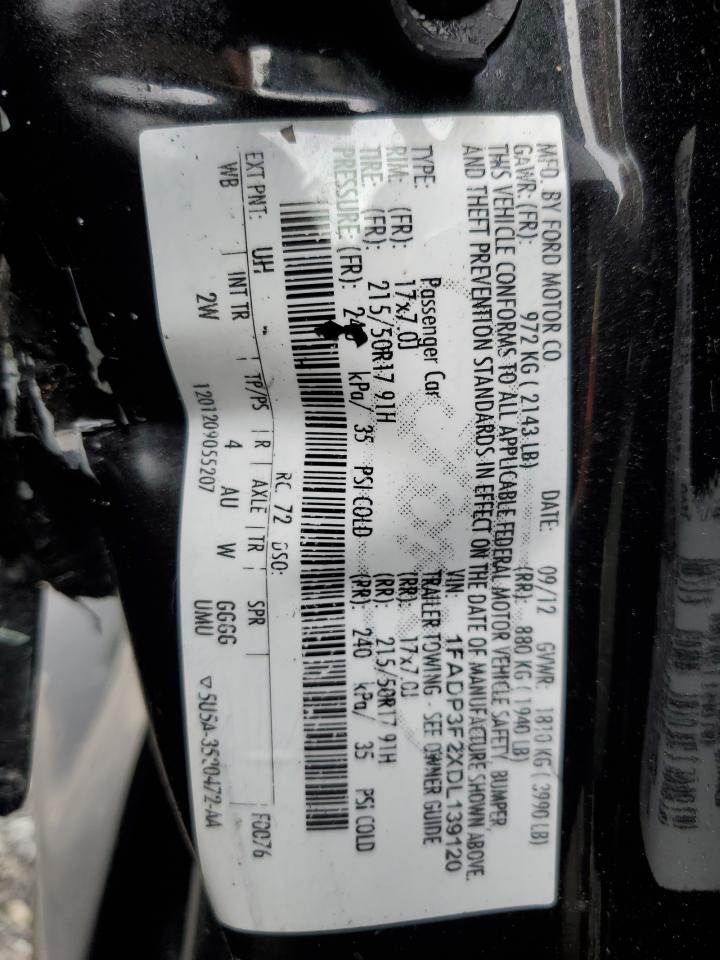 MFD. BY FORD MOTOR CO.
DATE: 09/12 GVWR: 1810 KG ( 3990 LB)
GAWR: (FR): 972 KG ( 2143 LB) (RR): 880 KG ( 1940 LB)
THIS VEHICLE CONFORMS TO ALL APPLICABLE FEDERAL MOTOR VEHICLE SAFETY, BUMPER,
AND THEFT PREVENTION STANDARDS IN EFFECT ON THE DATE OF MANUFACTURE SHOWN ABOVE.
VIN: 1FADP3F2XDL139120
TYPE: Passenger Car TRAILER TOWING - SEE OWNER GUIDE
RIM: (FR): 17x7.0J (RR): 17x7.0J
TIRE: (FR): 215/50R17 91H (RR): 215/50R17 91H
PRESSURE: (FR): 240 kPa/ 35 PSI COLD (RR): 240 kPa/ 35 PSI COLD
EXT PNT: UH RC: 72 DSO: F0076
WB INT TR TP/PS R AXLE TR SPR
2W 4 AU W GGGG
1201209055207 UMU ▽5U5A-3520472-AA